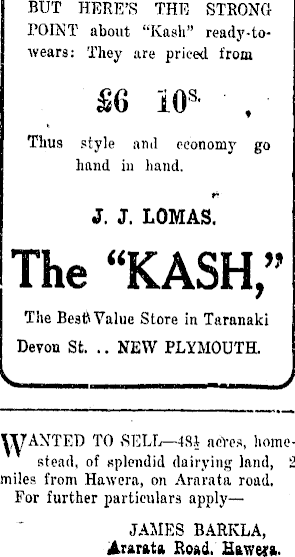 BUT HERE'S THE STRONG
POINT about "Kash" ready-to-
wears: They are priced from
£6 10s.
Thus style and economy go
hand in hand.
J. J. LOMAS.
The "KASH,"
The Best Value Store in Taranaki
Devon St. .. NEW PLYMOUTH.
WANTED TO SELL—48½ acres, home-
stead, of splendid dairying land, 2
miles from Hawera, on Ararata road.
For further particulars apply—
JAMES BARKLA,
Ararata Road, Hawera.